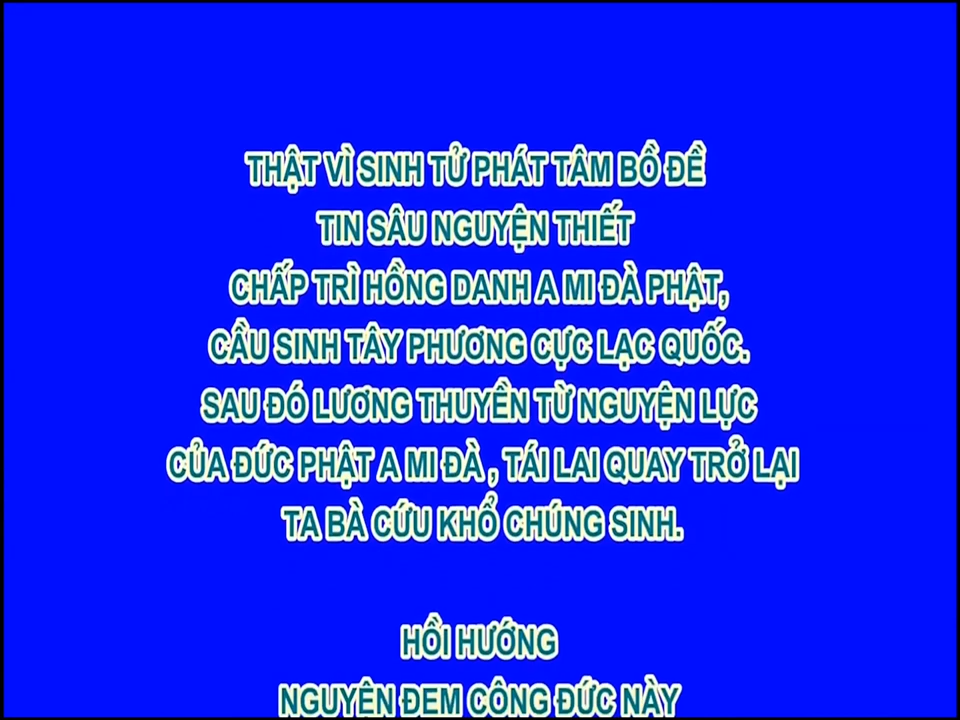 THẬT VÌ SINH TỬ PHÁT TÂM BỒ ĐỀ
TIN SÂU NGUYỆN THIẾT
CHẤP TRÌ HỒNG DANH A MI ĐÀ PHẬT,
CẦU SINH TÂY PHƯƠNG CỰC LẠC QUỐC.
SAU ĐÓ LƯƠNG THUYỀN TỪ NGUYỆN LỰC
CỦA ĐỨC PHẬT A MI ĐÀ , TÁI LAI QUAY TRỞ LẠI
TA BÀ CỨU KHỔ CHÚNG SINH.
HỒI HƯỚNG
NGUYÊN ĐEM CÔNG ĐỨC NÀY